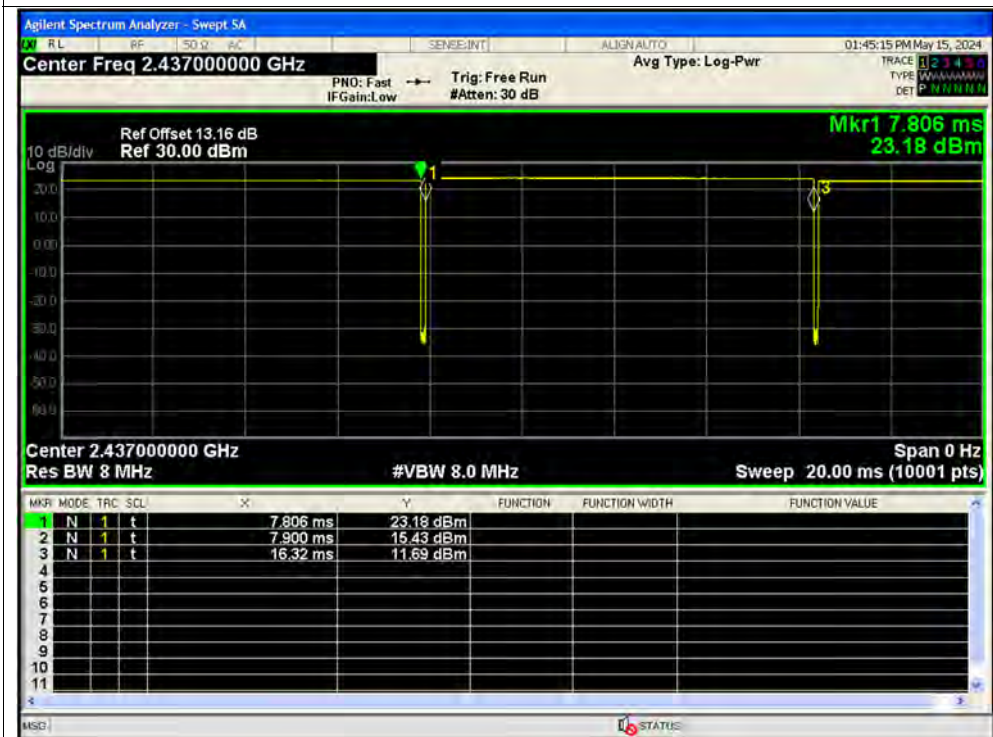 Agilent Spectrum Analyzer - Swept SA
LXI RL RF 50 Ω AC SENSE:INT ALIGN AUTO 01:45:15 PM May 15, 2024
Center Freq 2.437000000 GHz Avg Type: Log-Pwr TRACE 1 2 3 4 5 6
PNO: Fast Trig: Free Run TYPE WWWWWW
IFGain:Low #Atten: 30 dB DET P N N N N N
Mkr1 7.806 ms
Ref Offset 13.16 dB
10 dB/div Ref 30.00 dBm 23.18 dBm
Log
1
20.0 3
10.0
0.00
-10.0
-20.0
-30.0
-40.0
-50.0
-60.0
Center 2.437000000 GHz Span 0 Hz
Res BW 8 MHz #VBW 8.0 MHz Sweep 20.00 ms (10001 pts)
MKR MODE TRC SCL X Y FUNCTION FUNCTION WIDTH FUNCTION VALUE
1 N 1 t 7.806 ms 23.18 dBm
2 N 1 t 7.900 ms 15.43 dBm
3 N 1 t 16.32 ms 11.69 dBm
4
5
6
7
8
9
10
11
MSG STATUS